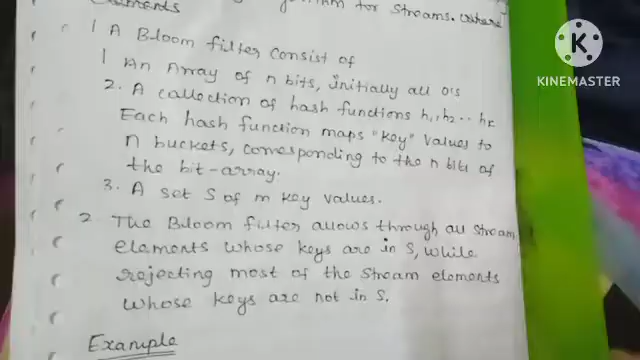 Elements
for Streams. where
1 A Bloom filter consist of
1 An Array of n bits, initially all 0's
2. A collection of hash functions h1, h2 .. hk
Each hash function maps "key" values to
n buckets, corresponding to the n bits of
the bit-array.
3. A set S of m key values.
2 The Bloom filter allows through all stream
elements whose keys are in S, while
rejecting most of the stream elements
whose keys are not in S.
Example
K
KINEMASTER